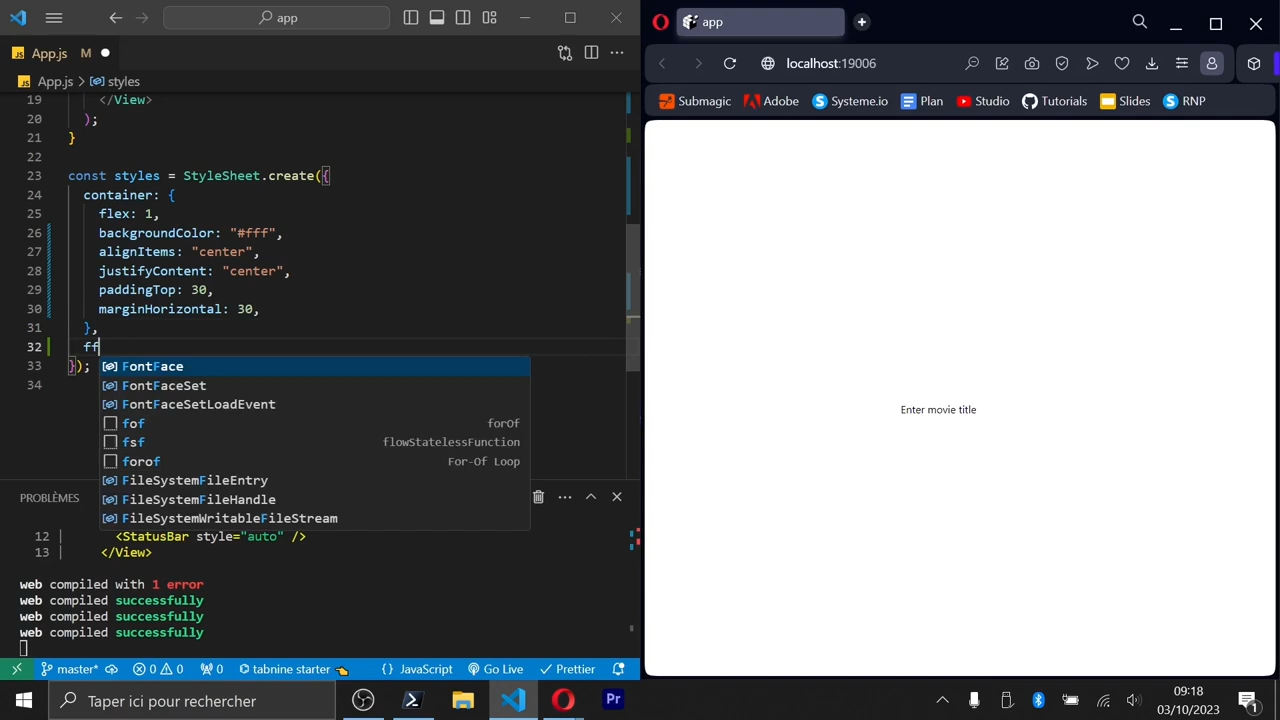 app
App.js M
App.js > styles
19 </View>
20 );
21 }
22
23 const styles = StyleSheet.create({
24 container: {
25 flex: 1,
26 backgroundColor: "#fff",
27 alignItems: "center",
28 justifyContent: "center",
29 paddingTop: 30,
30 marginHorizontal: 30,
31 },
32 ff
33 });
34
FontFace
FontFaceSet
FontFaceSetLoadEvent
fof forOf
fsf flowStatelessFunction
forof For-Of Loop
FileSystemFileEntry
FileSystemFileHandle
FileSystemWritableFileStream
PROBLÈMES
12 | <StatusBar style="auto" />
13 | </View>
web compiled with 1 error
web compiled successfully
web compiled successfully
web compiled successfully
master* 0 0 0 tabnine starter { } JavaScript Go Live Prettier
app
localhost:19006
Submagic Adobe Systeme.io Plan Studio Tutorials Slides RNP
Enter movie title
Taper ici pour rechercher
Pr
09:18
03/10/2023
1